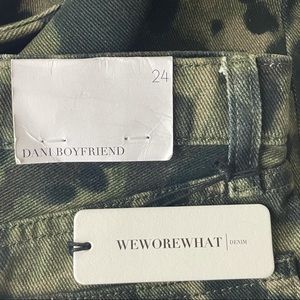 24
DANI BOYFRIEND
WEWOREWHAT | DENIM